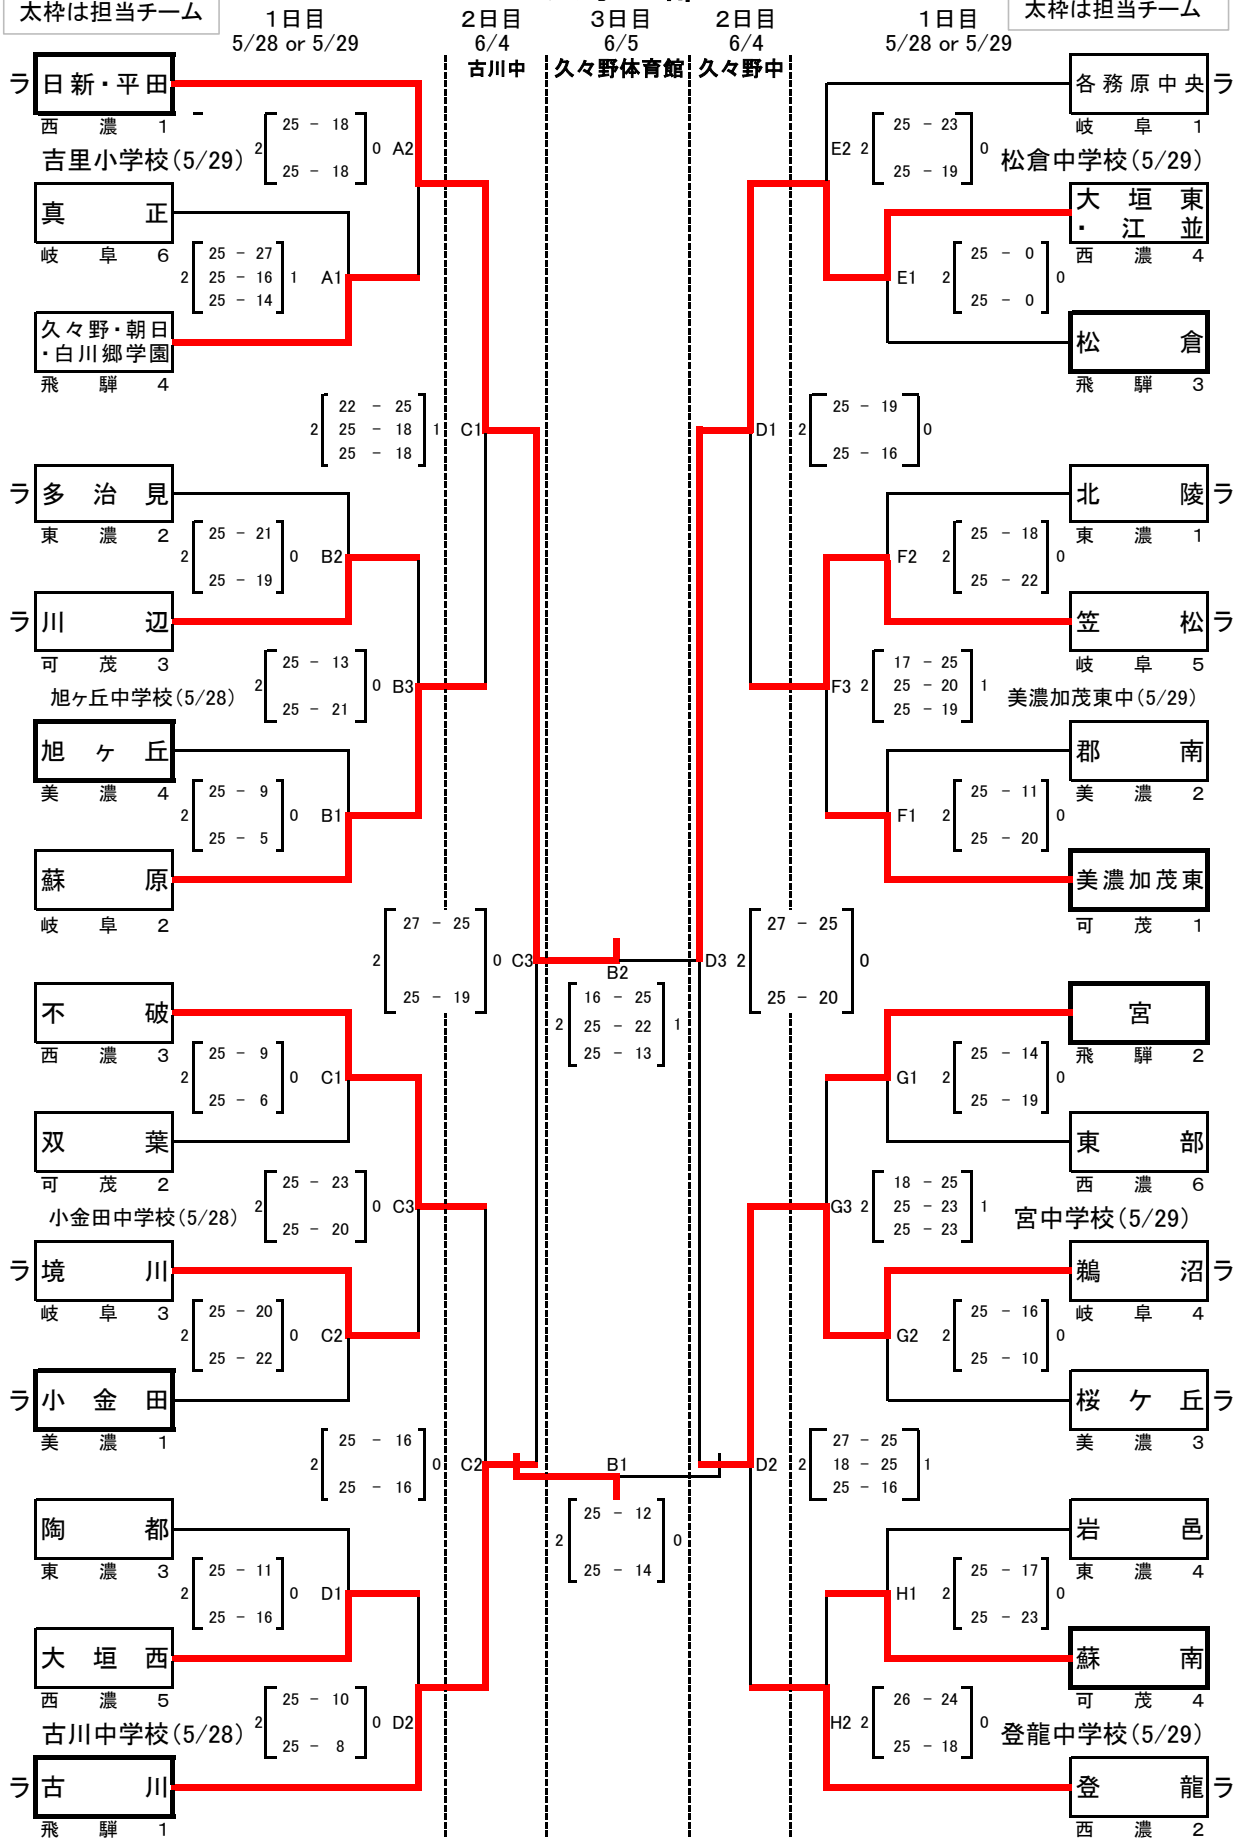 太枠は担当チーム
1日目
5/28 or 5/29
2日目
6/4
古川中
3日目
6/5
久々野体育館
2日目
6/4
久々野中
1日目
5/28 or 5/29
太枠は担当チーム
ラ 日新・平田
西濃1
25 - 18
2 0 A2
25 - 18
吉里小学校(5/29)
真正
岐阜6
25 - 27
2 25 - 16 1 A1
25 - 14
久々野・朝日
・白川郷学園
飛騨4
22 - 25
2 25 - 18 1 C1
25 - 18
ラ 多治見
東濃2
25 - 21
2 0 B2
25 - 19
ラ 川辺
可茂3
25 - 13
2 0 B3
25 - 21
旭ヶ丘中学校(5/28)
旭ヶ丘
美濃4
25 - 9
2 0 B1
25 - 5
蘇原
岐阜2
27 - 25
2 0 C3
25 - 19
不破
西濃3
25 - 9
2 0 C1
25 - 6
双葉
可茂2
25 - 23
2 0 C3
25 - 20
小金田中学校(5/28)
ラ 境川
岐阜3
25 - 20
2 0 C2
25 - 22
ラ 小金田
美濃1
25 - 16
2 0 C2
25 - 16
陶都
東濃3
25 - 11
2 0 D1
25 - 16
大垣西
西濃5
25 - 10
2 0 D2
25 - 8
古川中学校(5/28)
ラ 古川
飛騨1
B2
16 - 25
2 25 - 22 1
25 - 13
B1
25 - 12
2 0
25 - 14
各務原中央 ラ
岐阜1
25 - 23
E2 2 0
25 - 19
松倉中学校(5/29)
大垣東
・江並
西濃4
25 - 0
E1 2 0
25 - 0
松倉
飛騨3
25 - 19
D1 2 0
25 - 16
北陵 ラ
東濃1
25 - 18
F2 2 0
25 - 22
笠松 ラ
岐阜5
17 - 25
F3 2 25 - 20 1
25 - 19
美濃加茂東中(5/29)
郡南
美濃2
25 - 11
F1 2 0
25 - 20
美濃加茂東
可茂1
27 - 25
D3 2 0
25 - 20
宮
飛騨2
25 - 14
G1 2 0
25 - 19
東部
西濃6
18 - 25
G3 2 25 - 23 1
25 - 23
宮中学校(5/29)
鵜沼 ラ
岐阜4
25 - 16
G2 2 0
25 - 10
桜ケ丘 ラ
美濃3
27 - 25
D2 2 18 - 25 1
25 - 16
岩邑
東濃4
25 - 17
H1 2 0
25 - 23
蘇南
可茂4
26 - 24
H2 2 0
25 - 18
登龍中学校(5/29)
登龍 ラ
西濃2